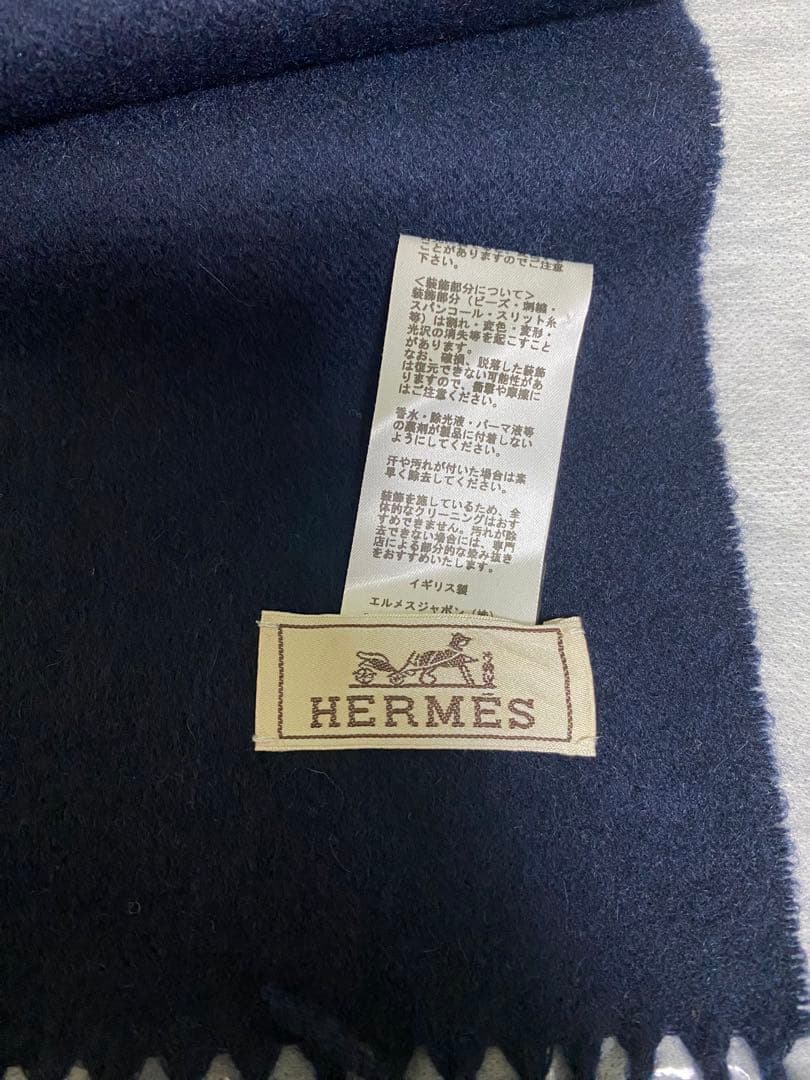 ことがありますのでご注意
下さい。
<装飾部分について>
装飾部分(ビーズ・刺繍・
スパンコール・スリット糸
等)は割れ・変色・変形・
光沢の消失等を起こすこと
があります。
なお、破損、脱落した装飾
は復元できない可能性があ
りますので、衝撃や摩擦に
はご注意ください。
香水・除光液・パーマ液等
の薬剤が製品に付着しない
ようにしてください。
汗や汚れが付いた場合は素
早く除去してください。
装飾を施しているため、全
体的なクリーニングはおす
すめできません。汚れが除
去できない場合には、専門
店による部分的な染み抜き
をおすすめいたします。
イギリス製
エルメスジャポン(株)
HERMES